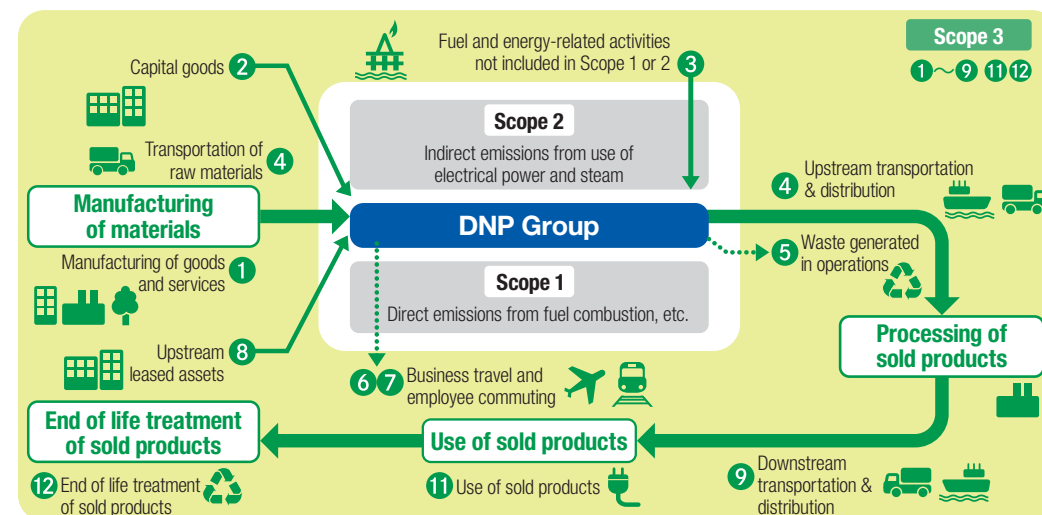 Capital goods 2
Fuel and energy-related activities
not included in Scope 1 or 2 3
Scope 3
1～9 11 12
Scope 2
Indirect emissions from use of
electrical power and steam
Transportation of
raw materials 4
4 Upstream transportation
& distribution
Manufacturing
of materials
DNP Group
5 Waste generated
in operations
Manufacturing of goods
and services 1
Scope 1
Direct emissions from fuel combustion, etc.
Processing of
sold products
Upstream
leased assets 8
6 7 Business travel and
employee commuting
End of life treatment
of sold products
Use of sold products
12 End of life treatment
of sold products
11 Use of sold products
9 Downstream
transportation &
distribution